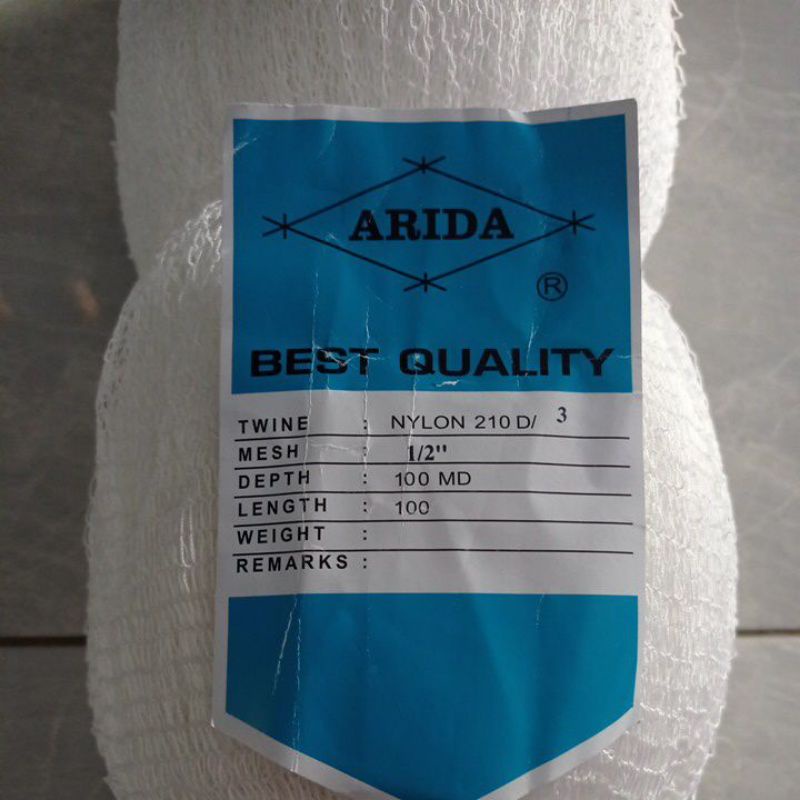 ARIDA
®
BEST QUALITY
TWINE : NYLON 210 D/ 3
MESH : 1/2"
DEPTH : 100 MD
LENGTH : 100
WEIGHT :
REMARKS :